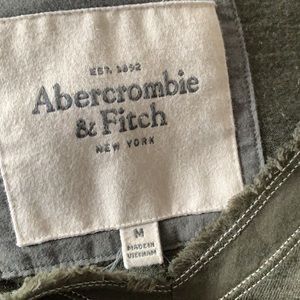 EST. 1892
Abercrombie
& Fitch
NEW YORK
M
MADE IN
VIETNAM